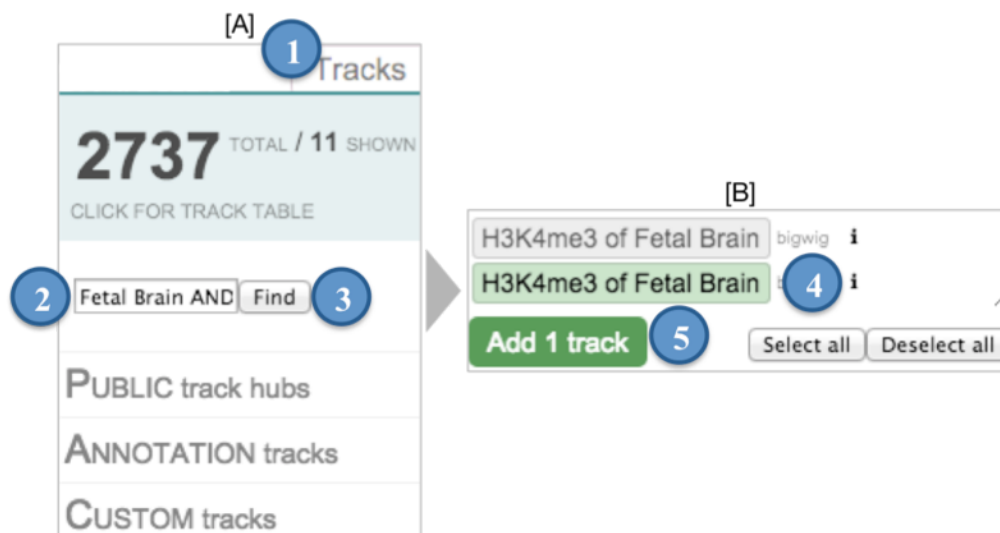 [A]
1
Tracks
2737 TOTAL / 11 SHOWN
CLICK FOR TRACK TABLE
2 Fetal Brain AND Find 3
PUBLIC track hubs
ANNOTATION tracks
CUSTOM tracks
[B]
H3K4me3 of Fetal Brain bigwig i
H3K4me3 of Fetal Brain 4 i
Add 1 track 5 Select all Deselect all